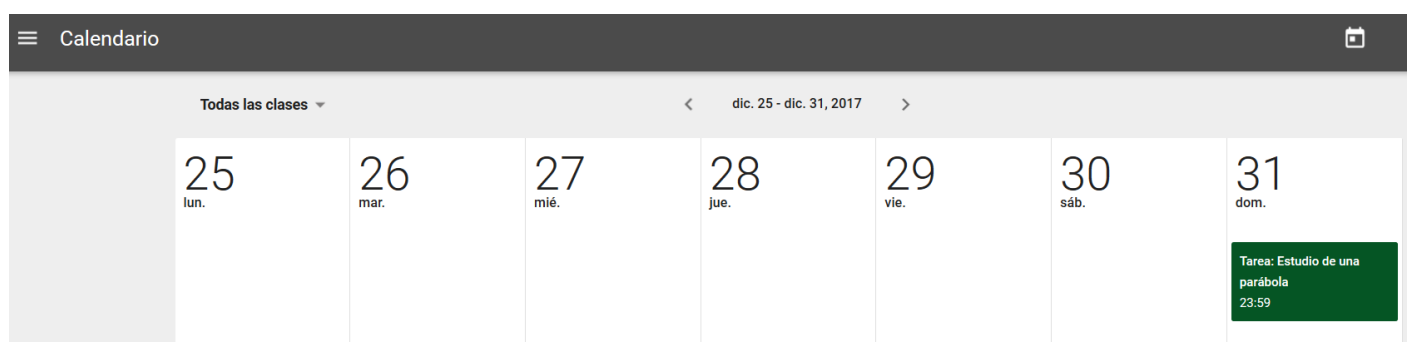 Calendario
Todas las clases
dic. 25 - dic. 31, 2017
25
lun.
26
mar.
27
mié.
28
jue.
29
vie.
30
sáb.
31
dom.
Tarea: Estudio de una
parábola
23:59